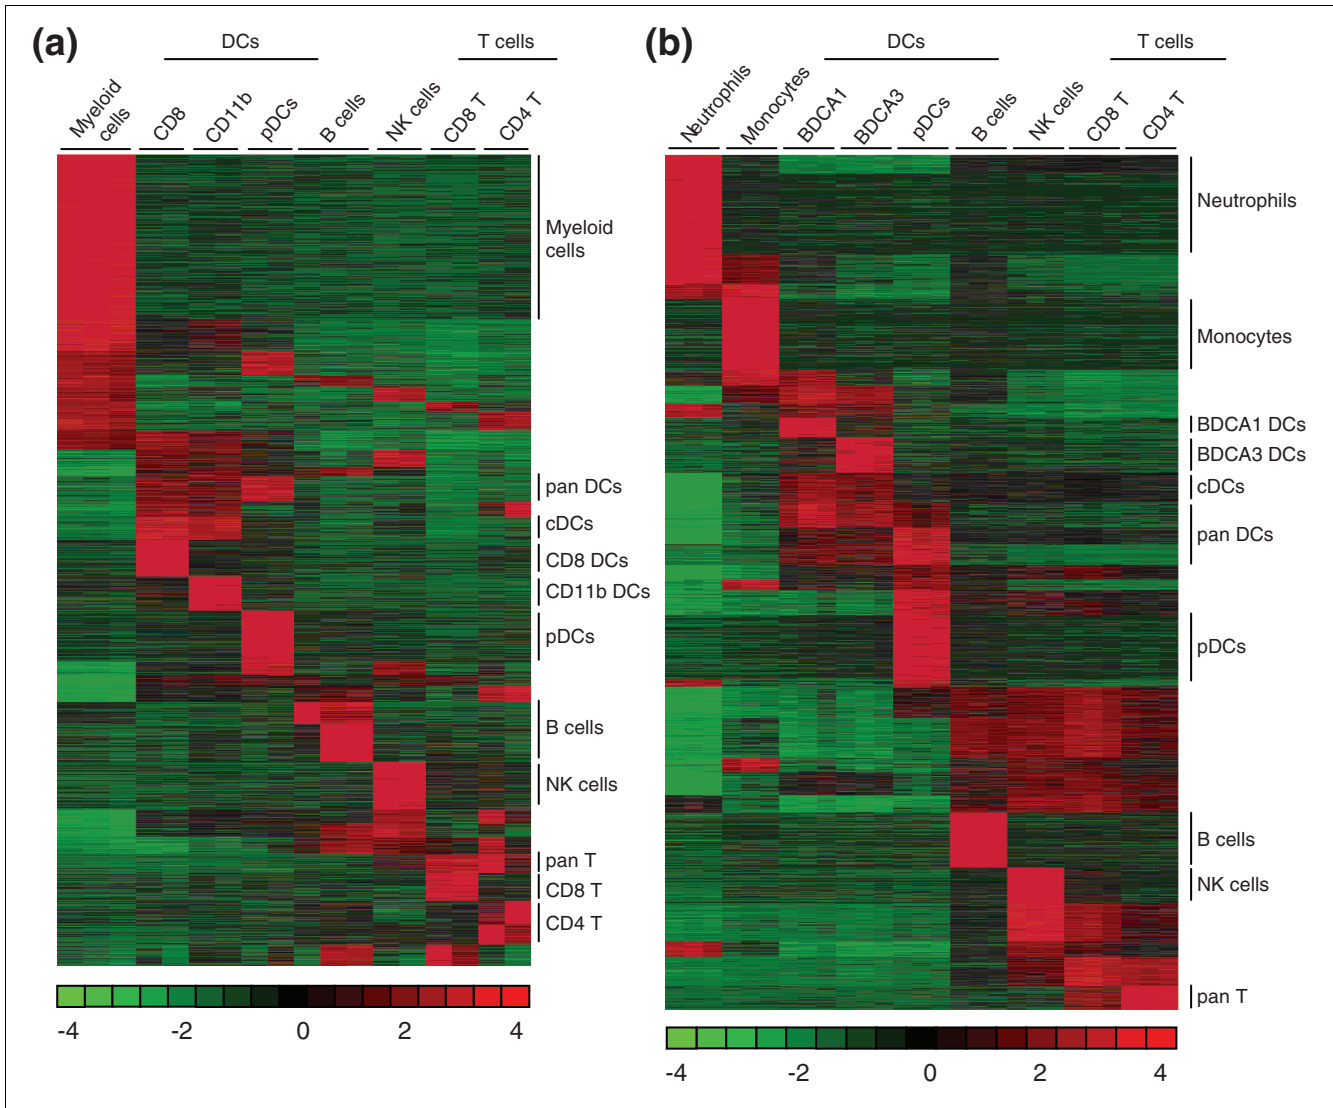 (a)
DCs
T cells
Myeloid
cells
CD8
CD11b
pDCs
B cells
NK cells
CD8 T
CD4 T
Myeloid
cells
pan DCs
cDCs
CD8 DCs
CD11b DCs
pDCs
B cells
NK cells
pan T
CD8 T
CD4 T
-4 -2 0 2 4
(b)
DCs
T cells
Neutrophils
Monocytes
BDCA1
BDCA3
pDCs
B cells
NK cells
CD8 T
CD4 T
Neutrophils
Monocytes
BDCA1 DCs
BDCA3 DCs
cDCs
pan DCs
pDCs
B cells
NK cells
pan T
-4 -2 0 2 4